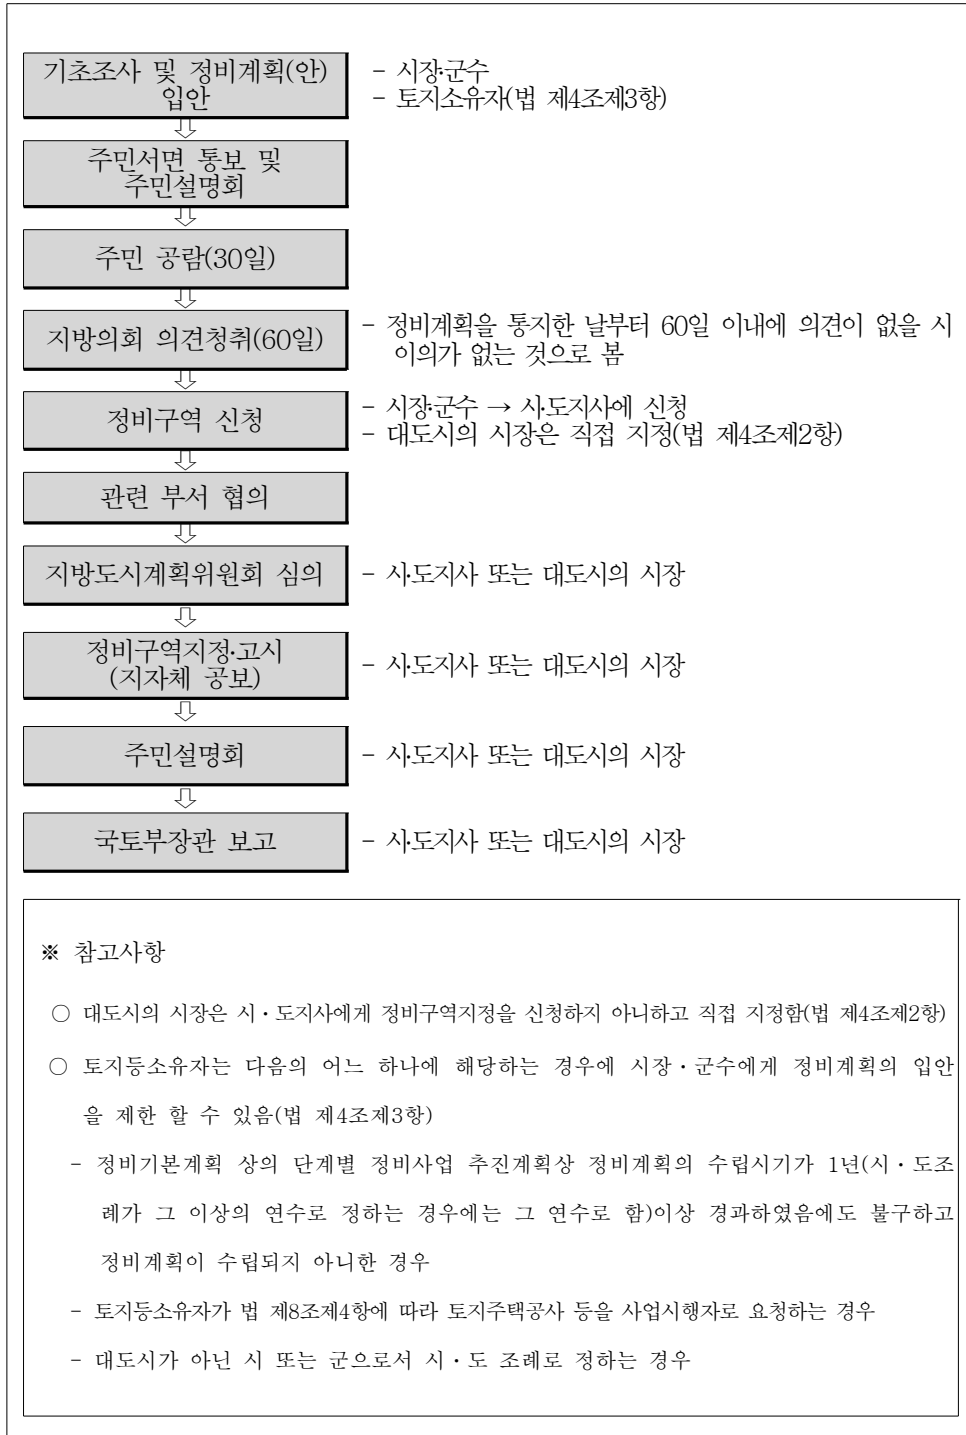 기초조사 및 정비계획(안)
입안
- 시장·군수
- 토지소유자(법 제4조제3항)
주민서면 통보 및
주민설명회
주민 공람(30일)
지방의회 의견청취(60일)
- 정비계획을 통지한 날부터 60일 이내에 의견이 없을 시
이의가 없는 것으로 봄
정비구역 신청
- 시장·군수 → 시·도지사에 신청
- 대도시의 시장은 직접 지정(법 제4조제2항)
관련 부서 협의
지방도시계획위원회 심의
- 시·도지사 또는 대도시의 시장
정비구역지정·고시
(지자체 공보)
- 시·도지사 또는 대도시의 시장
주민설명회
- 시·도지사 또는 대도시의 시장
국토부장관 보고
- 시·도지사 또는 대도시의 시장
※ 참고사항
○ 대도시의 시장은 시・도지사에게 정비구역지정을 신청하지 아니하고 직접 지정함(법 제4조제2항)
○ 토지등소유자는 다음의 어느 하나에 해당하는 경우에 시장・군수에게 정비계획의 입안
을 제한 할 수 있음(법 제4조제3항)
- 정비기본계획 상의 단계별 정비사업 추진계획상 정비계획의 수립시기가 1년(시・도조
례가 그 이상의 연수로 정하는 경우에는 그 연수로 함)이상 경과하였음에도 불구하고
정비계획이 수립되지 아니한 경우
- 토지등소유자가 법 제8조제4항에 따라 토지주택공사 등을 사업시행자로 요청하는 경우
- 대도시가 아닌 시 또는 군으로서 시・도 조례로 정하는 경우